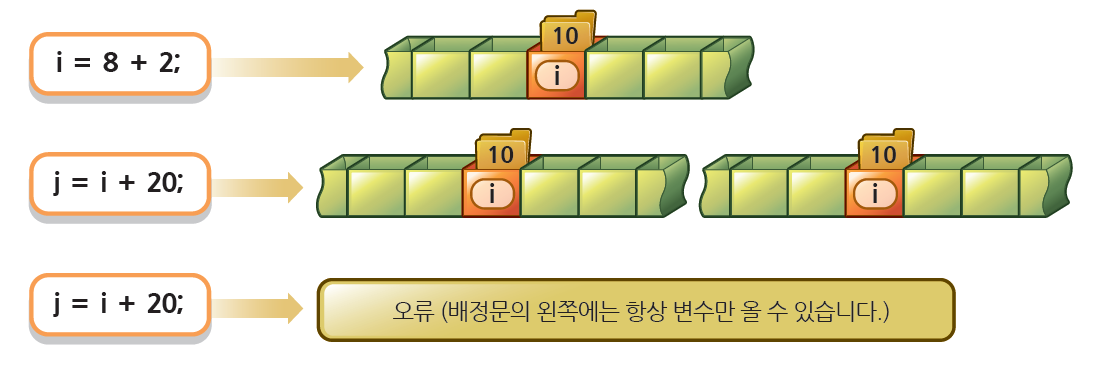 i = 8 + 2;
10
i
j = i + 20;
10
i
10
i
j = i + 20;
오류 (배정문의 왼쪽에는 항상 변수만 올 수 있습니다.)